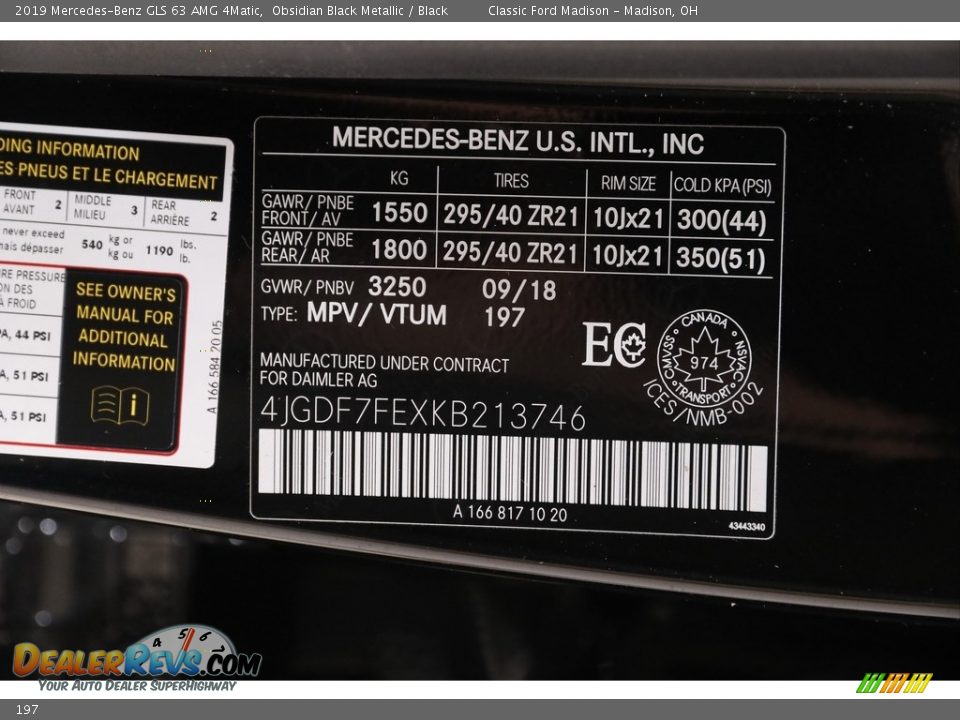 2019 Mercedes-Benz GLS 63 AMG 4Matic, Obsidian Black Metallic / Black Classic Ford Madison - Madison, OH
DING INFORMATION
ES PNEUS ET LE CHARGEMENT
FRONT AVANT 2 MIDDLE MILIEU 3 REAR ARRIÈRE 2
never exceed
mais dépasser 540 kg or kg ou 1190 lbs. lb.
RE PRESSURE
ON DES
À FROID
A, 44 PSI
A, 51 PSI
A, 51 PSI
SEE OWNER'S
MANUAL FOR
ADDITIONAL
INFORMATION
i
A 166 584 20 05
MERCEDES-BENZ U.S. INTL., INC
KG TIRES RIM SIZE COLD KPA(PSI)
GAWR/ PNBE
FRONT/ AV 1550 295/40 ZR21 10Jx21 300(44)
GAWR/ PNBE
REAR/ AR 1800 295/40 ZR21 10Jx21 350(51)
GVWR/ PNBV 3250 09/18
TYPE: MPV/ VTUM 197
MANUFACTURED UNDER CONTRACT
FOR DAIMLER AG
EC
CANADA
974
CMVSS NSVAC
TRANSPORT
ICES/NMB-002
4JGDF7FEXKB213746
A 166 817 10 20
43443340
4 5 6
DEALERREVS.COM
YOUR AUTO DEALER SUPERHIGHWAY
197